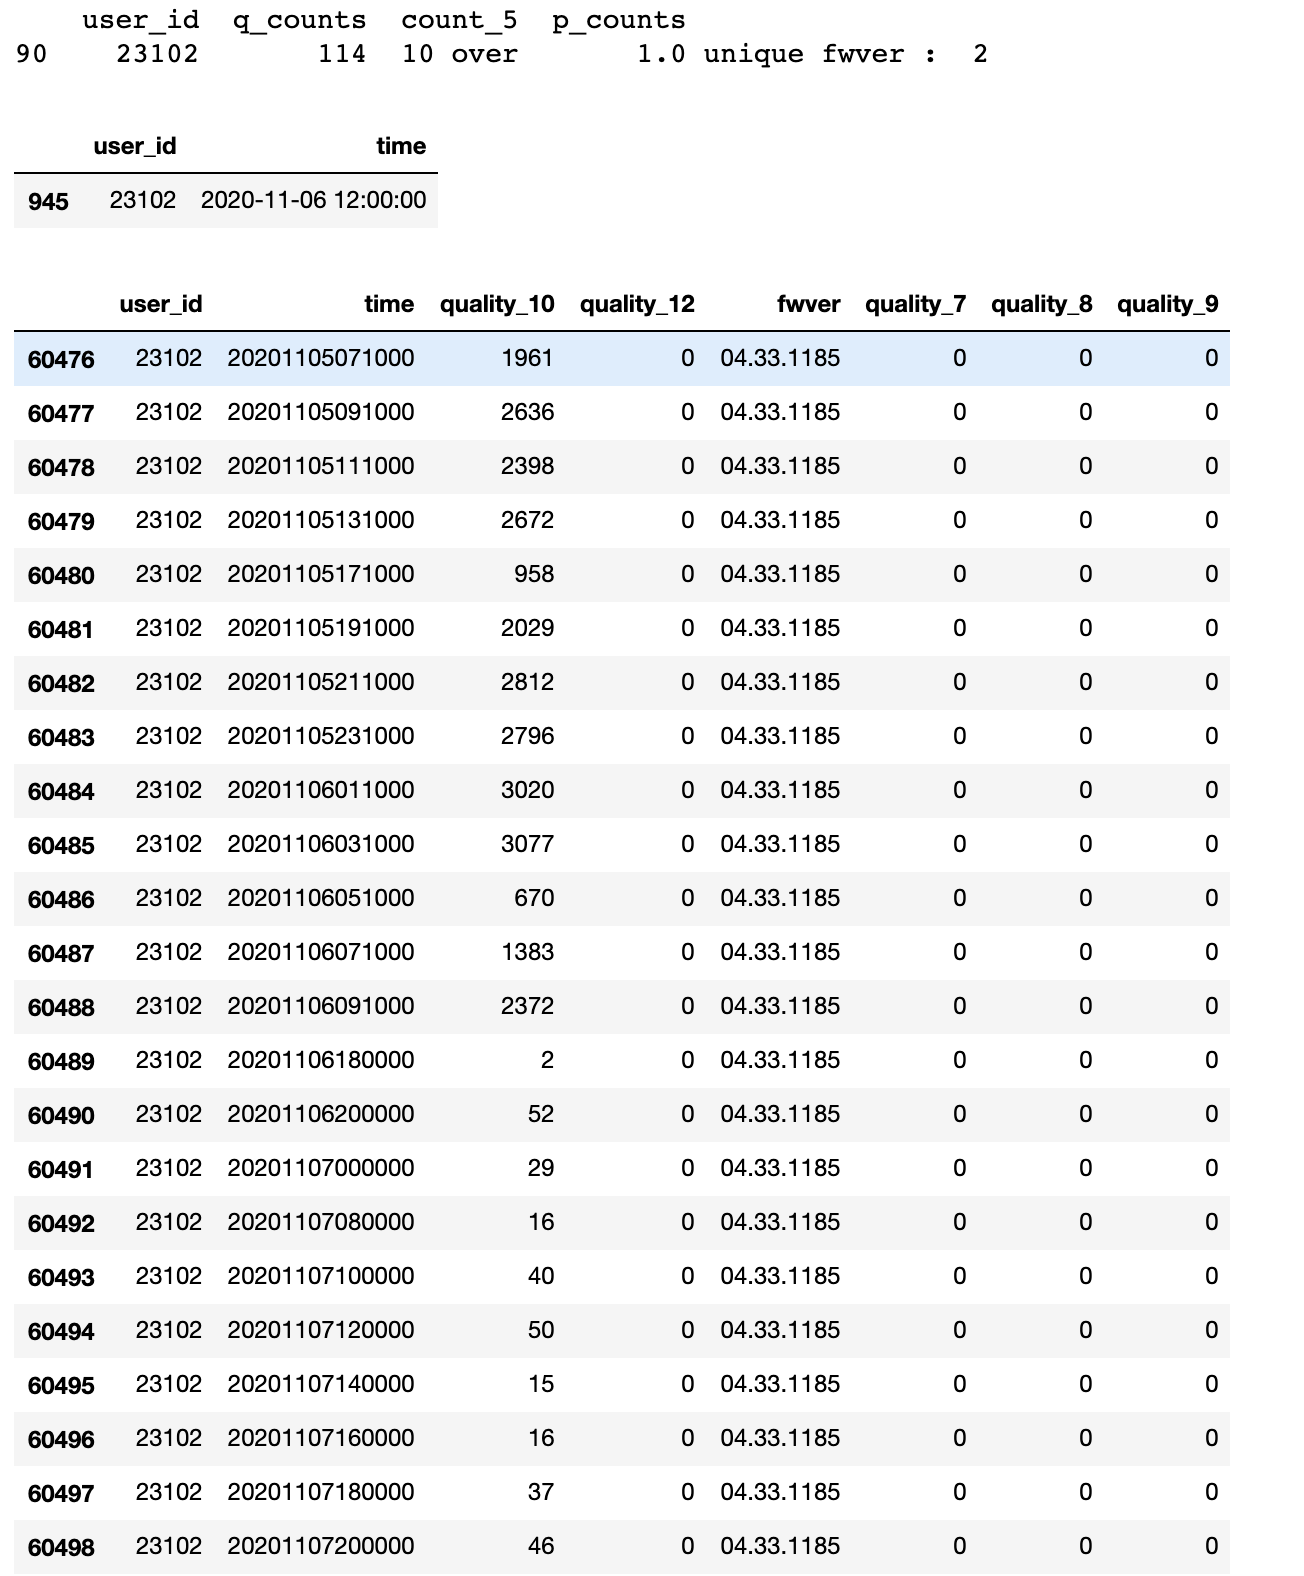 user_id q_counts count_5 p_counts
90 23102 114 10 over 1.0 unique fwver : 2
user_id time
945 23102 2020-11-06 12:00:00
user_id time quality_10 quality_12 fwver quality_7 quality_8 quality_9
60476 23102 20201105071000 1961 0 04.33.1185 0 0 0
60477 23102 20201105091000 2636 0 04.33.1185 0 0 0
60478 23102 20201105111000 2398 0 04.33.1185 0 0 0
60479 23102 20201105131000 2672 0 04.33.1185 0 0 0
60480 23102 20201105171000 958 0 04.33.1185 0 0 0
60481 23102 20201105191000 2029 0 04.33.1185 0 0 0
60482 23102 20201105211000 2812 0 04.33.1185 0 0 0
60483 23102 20201105231000 2796 0 04.33.1185 0 0 0
60484 23102 20201106011000 3020 0 04.33.1185 0 0 0
60485 23102 20201106031000 3077 0 04.33.1185 0 0 0
60486 23102 20201106051000 670 0 04.33.1185 0 0 0
60487 23102 20201106071000 1383 0 04.33.1185 0 0 0
60488 23102 20201106091000 2372 0 04.33.1185 0 0 0
60489 23102 20201106180000 2 0 04.33.1185 0 0 0
60490 23102 20201106200000 52 0 04.33.1185 0 0 0
60491 23102 20201107000000 29 0 04.33.1185 0 0 0
60492 23102 20201107080000 16 0 04.33.1185 0 0 0
60493 23102 20201107100000 40 0 04.33.1185 0 0 0
60494 23102 20201107120000 50 0 04.33.1185 0 0 0
60495 23102 20201107140000 15 0 04.33.1185 0 0 0
60496 23102 20201107160000 16 0 04.33.1185 0 0 0
60497 23102 20201107180000 37 0 04.33.1185 0 0 0
60498 23102 20201107200000 46 0 04.33.1185 0 0 0